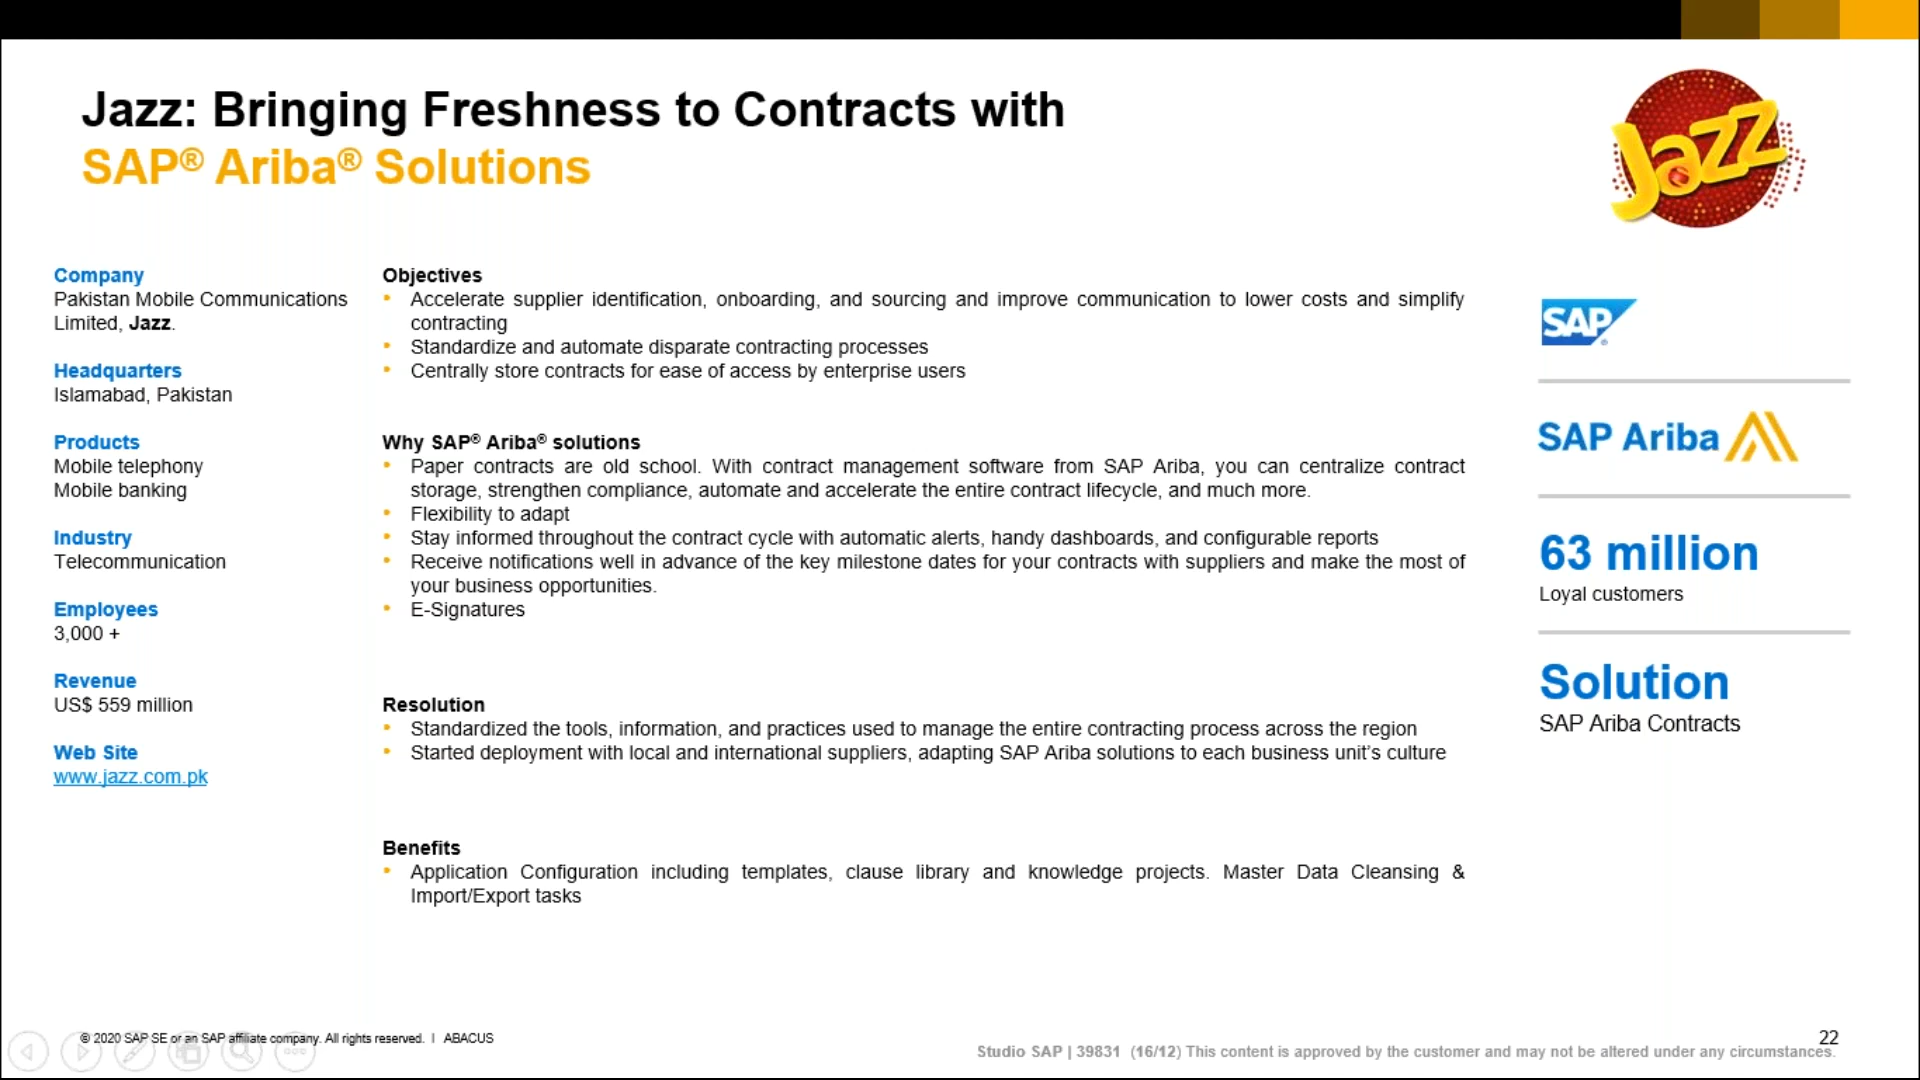 Jazz: Bringing Freshness to Contracts with
SAP® Ariba® Solutions
Jazz
Company
Pakistan Mobile Communications
Limited, Jazz.
Headquarters
Islamabad, Pakistan
Products
Mobile telephony
Mobile banking
Industry
Telecommunication
Employees
3,000 +
Revenue
US$ 559 million
Web Site
www.jazz.com.pk
Objectives
• Accelerate supplier identification, onboarding, and sourcing and improve communication to lower costs and simplify
contracting
• Standardize and automate disparate contracting processes
• Centrally store contracts for ease of access by enterprise users
Why SAP® Ariba® solutions
• Paper contracts are old school. With contract management software from SAP Ariba, you can centralize contract
storage, strengthen compliance, automate and accelerate the entire contract lifecycle, and much more.
• Flexibility to adapt
• Stay informed throughout the contract cycle with automatic alerts, handy dashboards, and configurable reports
• Receive notifications well in advance of the key milestone dates for your contracts with suppliers and make the most of
your business opportunities.
• E-Signatures
Resolution
• Standardized the tools, information, and practices used to manage the entire contracting process across the region
• Started deployment with local and international suppliers, adapting SAP Ariba solutions to each business unit’s culture
Benefits
• Application Configuration including templates, clause library and knowledge projects. Master Data Cleansing &
Import/Export tasks
SAP®
SAP Ariba
63 million
Loyal customers
Solution
SAP Ariba Contracts
© 2020 SAP SE or an SAP affiliate company. All rights reserved. I ABACUS
22
Studio SAP | 39831 (16/12) This content is approved by the customer and may not be altered under any circumstances.